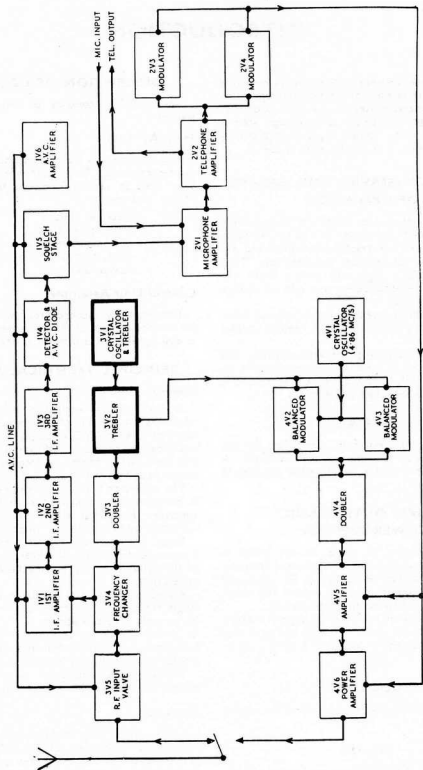 MIC. INPUT
TEL. OUTPUT
A.V.C. LINE
1V6
A.V.C.
AMPLIFIER
1V5
SQUELCH
STAGE
1V4
DETECTOR &
A.V.C. DIODE
1V3
3RD
I.F. AMPLIFIER
1V2
2ND
I.F. AMPLIFIER
1V1
1ST
I.F. AMPLIFIER
2V3
MODULATOR
2V4
MODULATOR
2V2
TELEPHONE
AMPLIFIER
2V1
MICROPHONE
AMPLIFIER
3V1
CRYSTAL
OSCILLATOR
& TREBLER
3V2
TREBLER
3V3
DOUBLER
3V4
FREQUENCY
CHANGER
3V5
R.F. INPUT
VALVE
4V1
CRYSTAL
OSCILLATOR
(4·86 MC/S)
4V2
BALANCED
MODULATOR
4V3
BALANCED
MODULATOR
4V4
DOUBLER
4V5
AMPLIFIER
4V6
POWER
AMPLIFIER